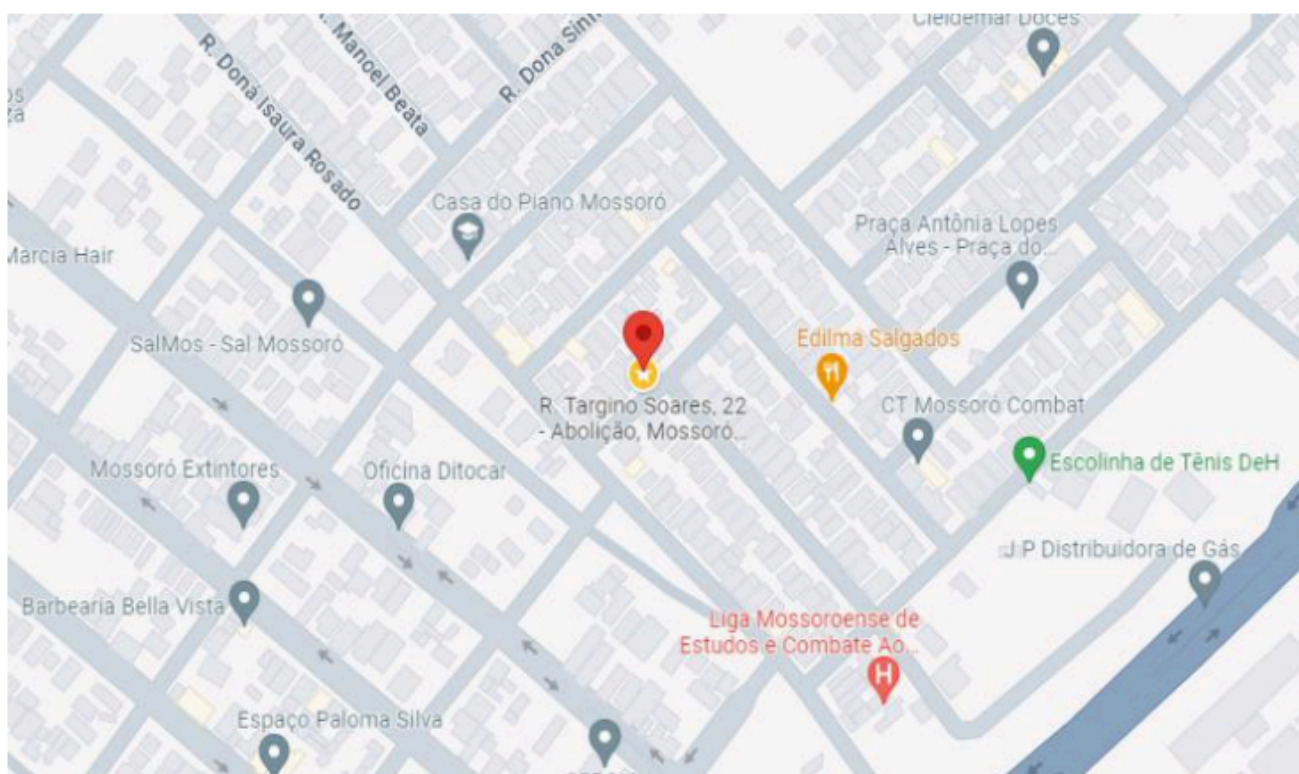 Cleidemar Doces
R. Manoel Beata
R. Dona Isaura Rosado
Casa do Piano Mossoró
Praça Antônia Lopes
Alves - Praça do...
Marcia Hair
SalMos - Sal Mossoró
Edilma Salgados
R. Targino Soares, 22
- Abolição, Mossoró...
CT Mossoró Combat
Escolinha de Tênis DeH
Mossoró Extintores
Oficina Ditocar
J P Distribuidora de Gás
Barbearia Bella Vista
Liga Mossoroense de
Estudos e Combate Ao...
H
Espaço Paloma Silva